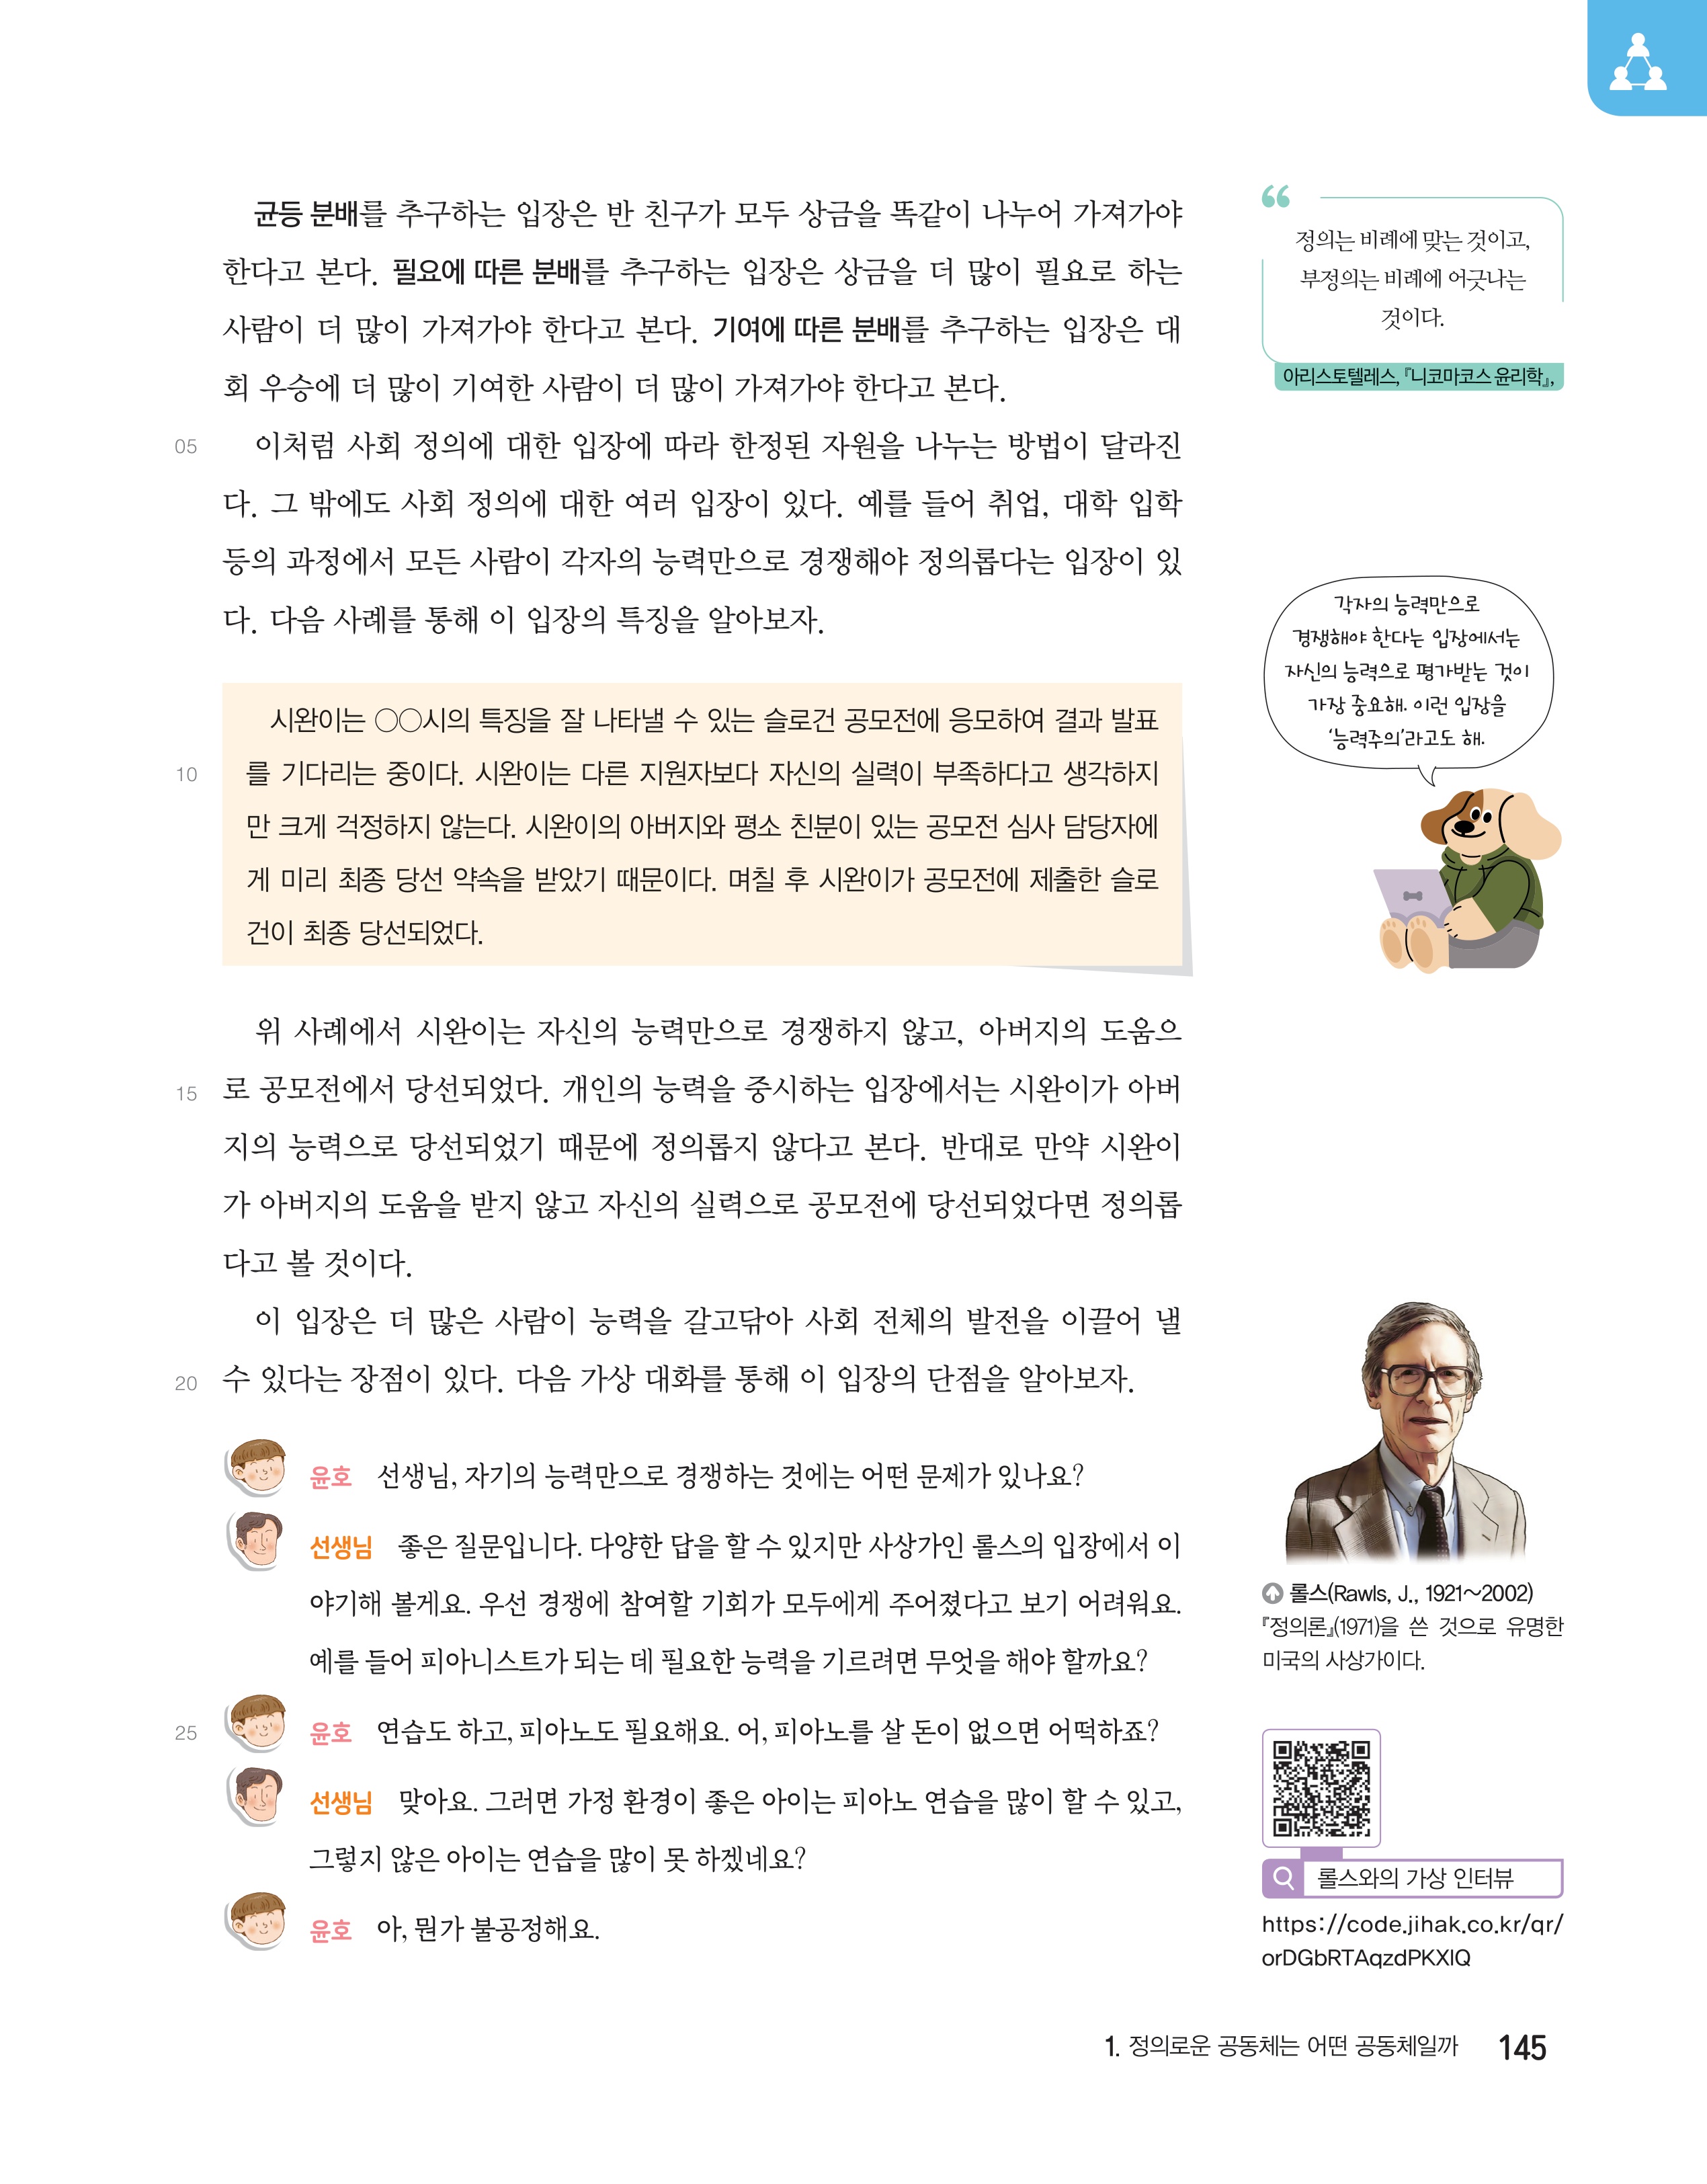 균등 분배를 추구하는 입장은 반 친구가 모두 상금을 똑같이 나누어 가져가야
한다고 본다. 필요에 따른 분배를 추구하는 입장은 상금을 더 많이 필요로 하는
사람이 더 많이 가져가야 한다고 본다. 기여에 따른 분배를 추구하는 입장은 대
회 우승에 더 많이 기여한 사람이 더 많이 가져가야 한다고 본다.
05 이처럼 사회 정의에 대한 입장에 따라 한정된 자원을 나누는 방법이 달라진
다. 그 밖에도 사회 정의에 대한 여러 입장이 있다. 예를 들어 취업, 대학 입학
등의 과정에서 모든 사람이 각자의 능력만으로 경쟁해야 정의롭다는 입장이 있
다. 다음 사례를 통해 이 입장의 특징을 알아보자.
시완이는 ○○시의 특징을 잘 나타낼 수 있는 슬로건 공모전에 응모하여 결과 발표
10 를 기다리는 중이다. 시완이는 다른 지원자보다 자신의 실력이 부족하다고 생각하지
만 크게 걱정하지 않는다. 시완이의 아버지와 평소 친분이 있는 공모전 심사 담당자에
게 미리 최종 당선 약속을 받았기 때문이다. 며칠 후 시완이가 공모전에 제출한 슬로
건이 최종 당선되었다.
위 사례에서 시완이는 자신의 능력만으로 경쟁하지 않고, 아버지의 도움으
15 로 공모전에서 당선되었다. 개인의 능력을 중시하는 입장에서는 시완이가 아버
지의 능력으로 당선되었기 때문에 정의롭지 않다고 본다. 반대로 만약 시완이
가 아버지의 도움을 받지 않고 자신의 실력으로 공모전에 당선되었다면 정의롭
다고 볼 것이다.
이 입장은 더 많은 사람이 능력을 갈고닦아 사회 전체의 발전을 이끌어 낼
20 수 있다는 장점이 있다. 다음 가상 대화를 통해 이 입장의 단점을 알아보자.
윤호 선생님, 자기의 능력만으로 경쟁하는 것에는 어떤 문제가 있나요?
선생님 좋은 질문입니다. 다양한 답을 할 수 있지만 사상가인 롤스의 입장에서 이
야기해 볼게요. 우선 경쟁에 참여할 기회가 모두에게 주어졌다고 보기 어려워요.
예를 들어 피아니스트가 되는 데 필요한 능력을 기르려면 무엇을 해야 할까요?
25 윤호 연습도 하고, 피아노도 필요해요. 어, 피아노를 살 돈이 없으면 어떡하죠?
선생님 맞아요. 그러면 가정 환경이 좋은 아이는 피아노 연습을 많이 할 수 있고,
그렇지 않은 아이는 연습을 많이 못 하겠네요?
윤호 아, 뭔가 불공정해요.
“
정의는 비례에 맞는 것이고,
부정의는 비례에 어긋나는
것이다.
아리스토텔레스, 『니코마코스 윤리학』,
각자의 능력만으로
경쟁해야 한다는 입장에서는
자신의 능력으로 평가받는 것이
가장 중요해. 이런 입장을
‘능력주의’라고도 해.
롤스(Rawls, J., 1921~2002)
『정의론』(1971)을 쓴 것으로 유명한
미국의 사상가이다.
롤스와의 가상 인터뷰
https://code.jihak.co.kr/qr/
orDGbRTAqzdPKXlQ
1. 정의로운 공동체는 어떤 공동체일까 145